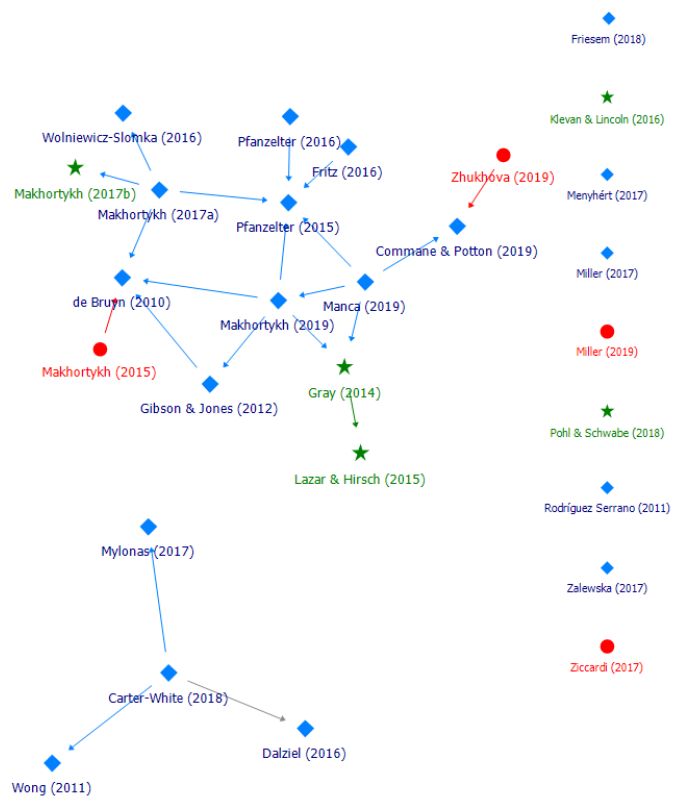 Friesem (2018)
Klevan & Lincoln (2016)
Wolniewicz-Slomka (2016)
Pfanzelter (2016)
Fritz (2016)
Zhukhova (2019)
Makhortykh (2017b)
Menyhért (2017)
Makhortykh (2017a)
Pfanzelter (2015)
Commane & Potton (2019)
Miller (2017)
de Bruyn (2010)
Manca (2019)
Makhortykh (2019)
Miller (2019)
Makhortykh (2015)
Gray (2014)
Gibson & Jones (2012)
Pohl & Schwabe (2018)
Lazar & Hirsch (2015)
Rodríguez Serrano (2011)
Mylonas (2017)
Zalewska (2017)
Ziccardi (2017)
Carter-White (2018)
Dalziel (2016)
Wong (2011)